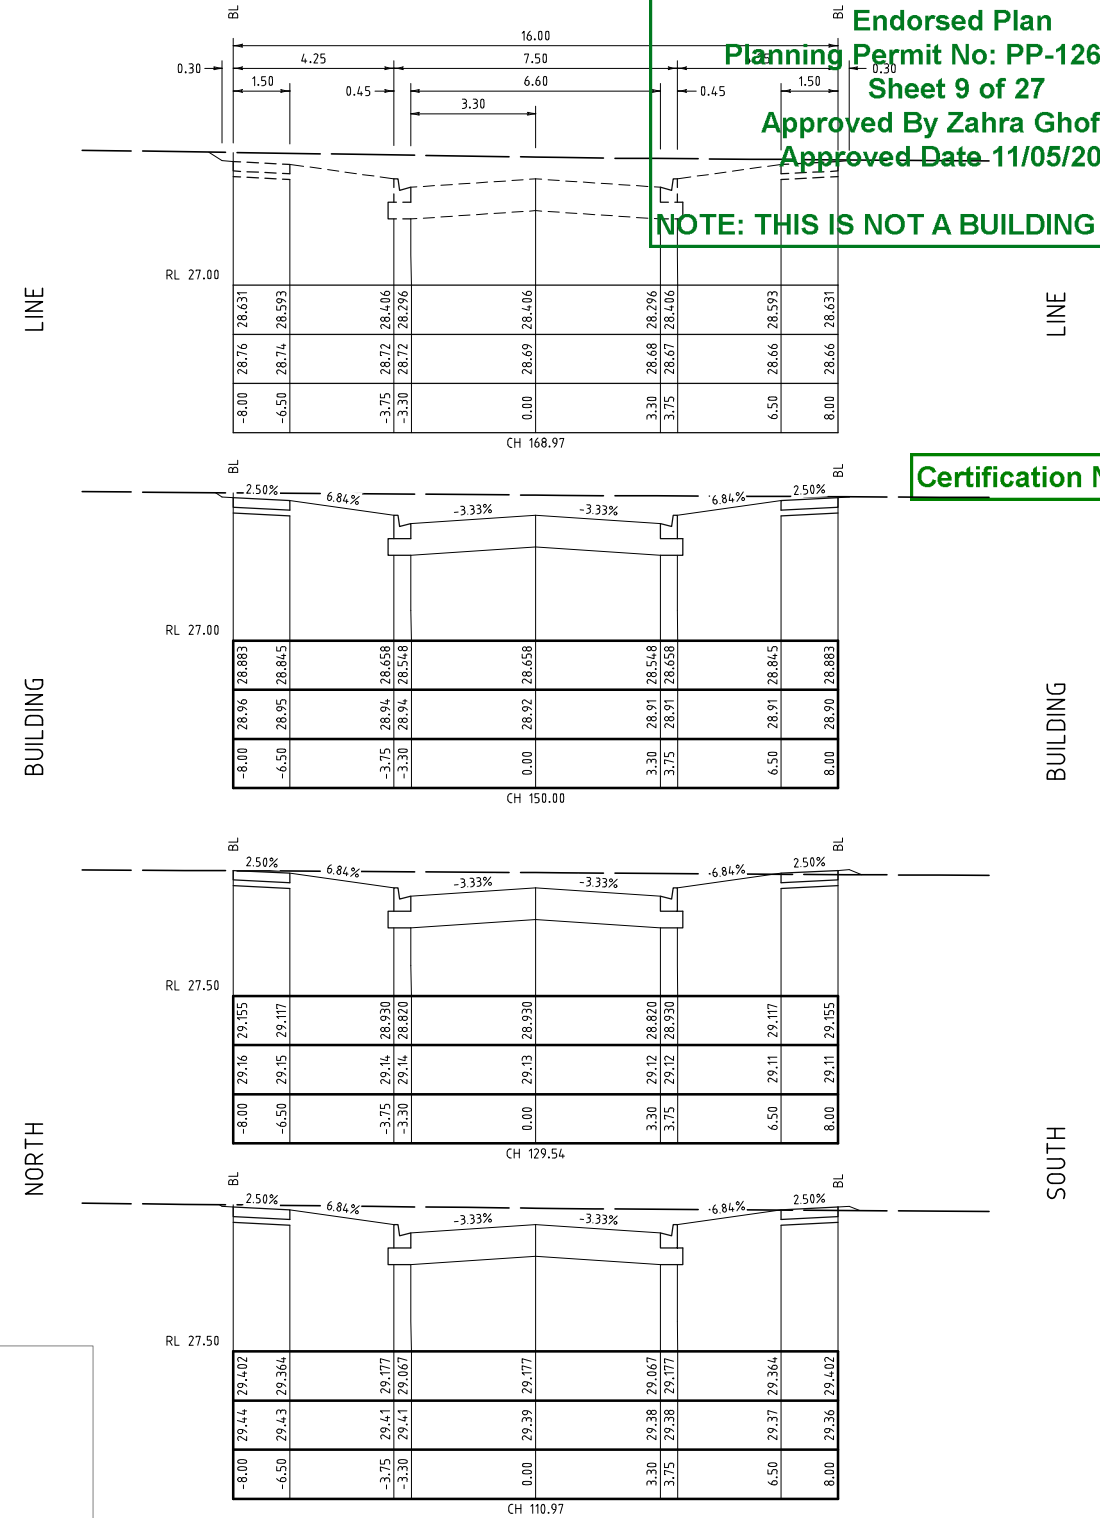 BL
BL
Endorsed Plan
Planning Permit No: PP-126
Sheet 9 of 27
Approved By Zahra Ghof
Approved Date 11/05/20
NOTE: THIS IS NOT A BUILDING
16.00
4.25 7.50
0.30 0.30
1.50 0.45 6.60 0.45 1.50
3.30
RL 27.00
28.631 28.593 28.406 28.296 28.406 28.296 28.406 28.593 28.631
28.76 28.74 28.72 28.72 28.69 28.68 28.67 28.66 28.66
-8.00 -6.50 -3.75 -3.30 0.00 3.30 3.75 6.50 8.00
CH 168.97
LINE
LINE
BL
BL
Certification
2.50% 6.84% -3.33% -3.33% 6.84% 2.50%
RL 27.00
28.883 28.845 28.658 28.548 28.658 28.548 28.658 28.845 28.883
28.96 28.95 28.94 28.94 28.92 28.91 28.91 28.91 28.90
-8.00 -6.50 -3.75 -3.30 0.00 3.30 3.75 6.50 8.00
CH 150.00
BUILDING
BUILDING
BL
BL
2.50% 6.84% -3.33% -3.33% 6.84% 2.50%
RL 27.50
29.155 29.117 28.930 28.820 28.930 28.820 28.930 29.117 29.155
29.16 29.15 29.14 29.14 29.13 29.12 29.12 29.11 29.11
-8.00 -6.50 -3.75 -3.30 0.00 3.30 3.75 6.50 8.00
CH 129.54
NORTH
SOUTH
BL
BL
2.50% 6.84% -3.33% -3.33% 6.84% 2.50%
RL 27.50
29.402 29.364 29.177 29.067 29.177 29.067 29.177 29.364 29.402
29.44 29.43 29.41 29.41 29.39 29.38 29.38 29.37 29.36
-8.00 -6.50 -3.75 -3.30 0.00 3.30 3.75 6.50 8.00
CH 110.97